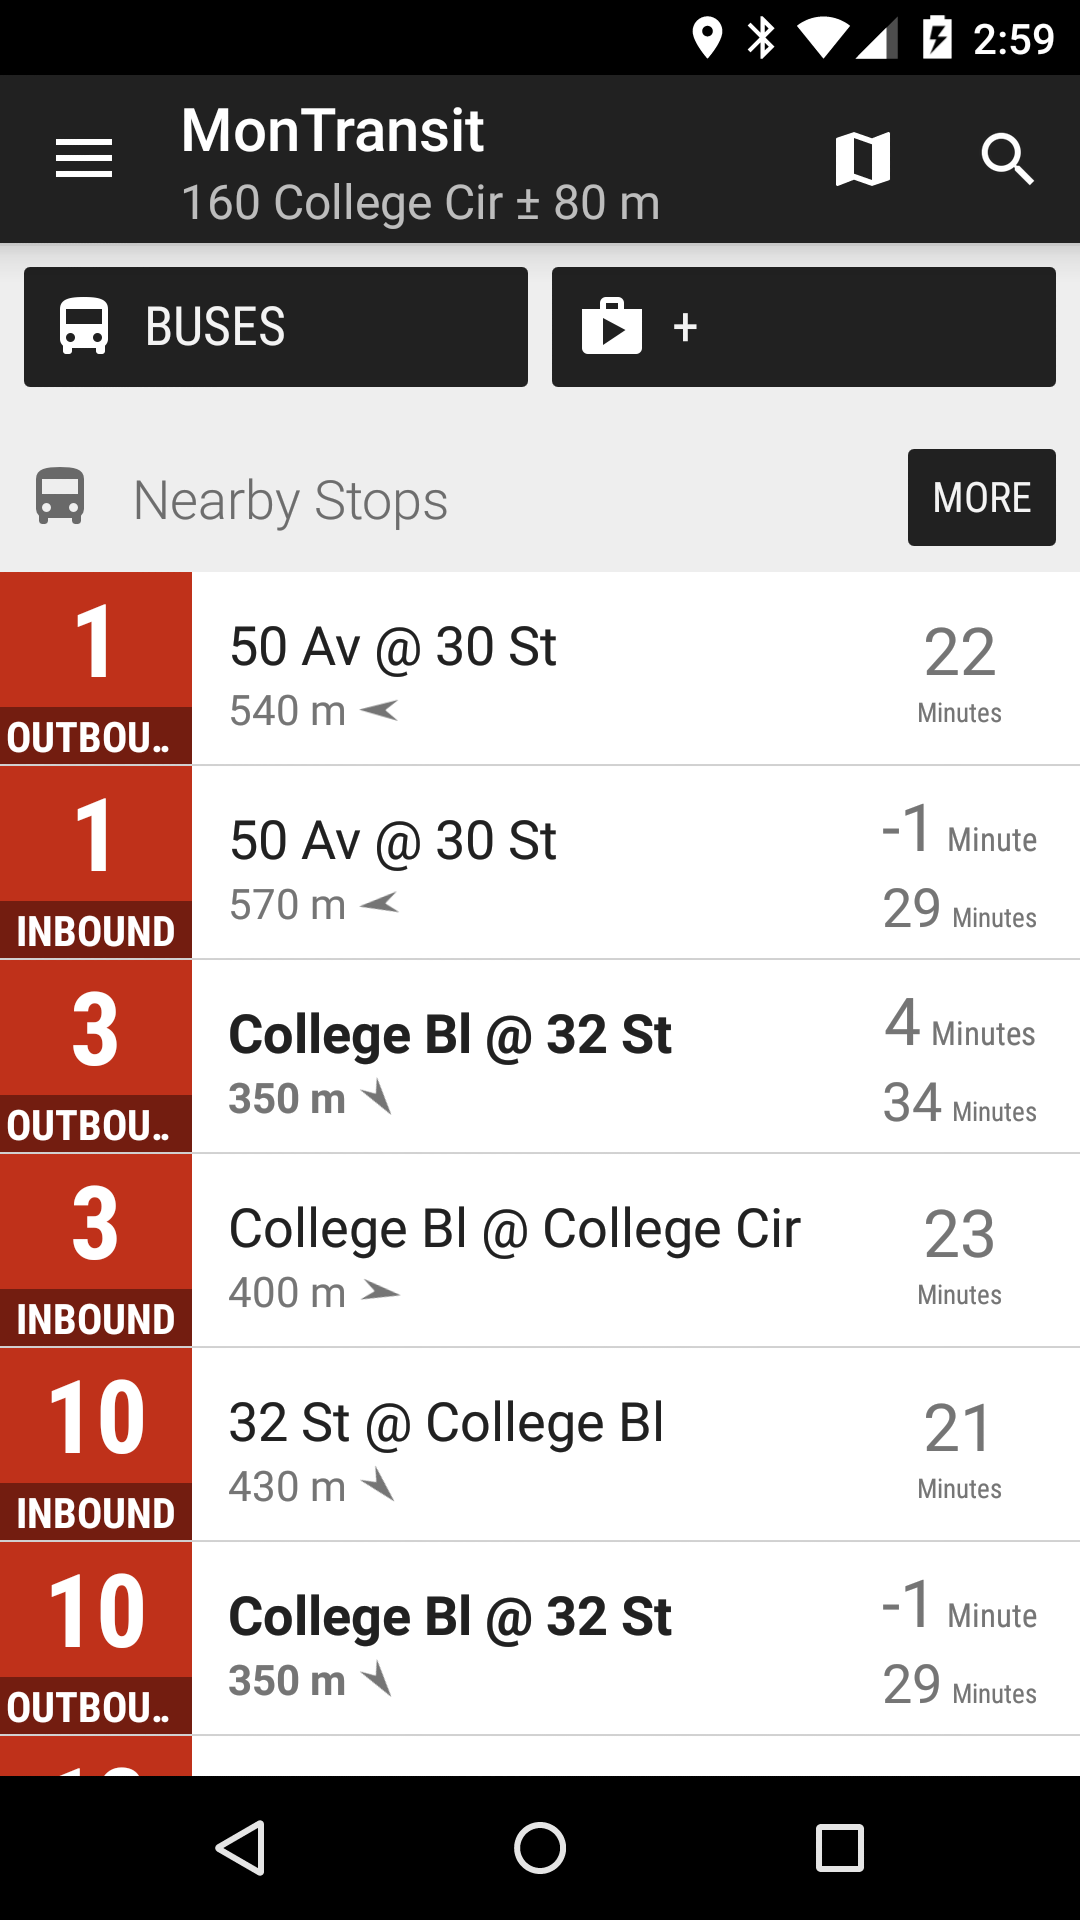 2:59
MonTransit
160 College Cir ± 80 m
BUSES
+
Nearby Stops
MORE
1
OUTBOU..
50 Av @ 30 St
540 m
22
Minutes
1
INBOUND
50 Av @ 30 St
570 m
-1 Minute
29 Minutes
3
OUTBOU..
College Bl @ 32 St
350 m
4 Minutes
34 Minutes
3
INBOUND
College Bl @ College Cir
400 m
23
Minutes
10
INBOUND
32 St @ College Bl
430 m
21
Minutes
10
OUTBOU..
College Bl @ 32 St
350 m
-1 Minute
29 Minutes